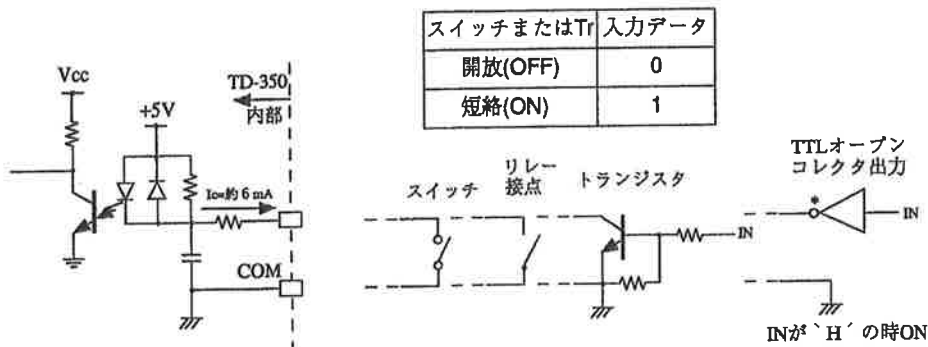 スイッチまたはTr 入力データ
開放(OFF) 0
短絡(ON) 1
Vcc
+5V
TD-350
内部
Ic=約 6 mA
COM
スイッチ
リレー
接点
トランジスタ
IN
TTLオープン
コレクタ出力
*
IN
INが `H´ の時ON